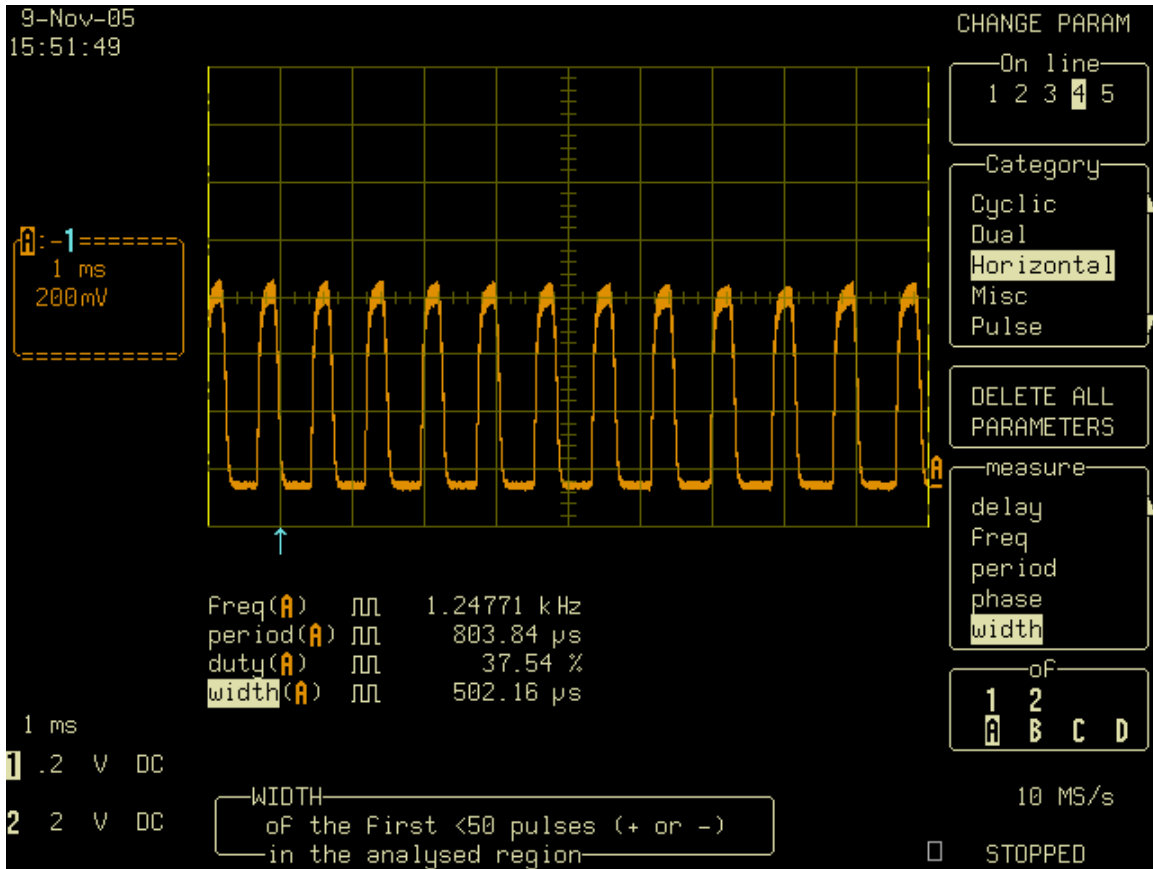 9-Nov-05
15:51:49
A:-1
1 ms
200mV
A
Freq(A) 1.24771 kHz
period(A) 803.84 µs
duty(A) 37.54 %
width(A) 502.16 µs
1 ms
1 .2 V DC
2 2 V DC
WIDTH
of the First <50 pulses (+ or -)
in the analysed region
CHANGE PARAM
On line
1 2 3 4 5
Category
Cyclic
Dual
Horizontal
Misc
Pulse
DELETE ALL
PARAMETERS
measure
delay
Freq
period
phase
width
of
1 2
A B C D
10 MS/s
STOPPED